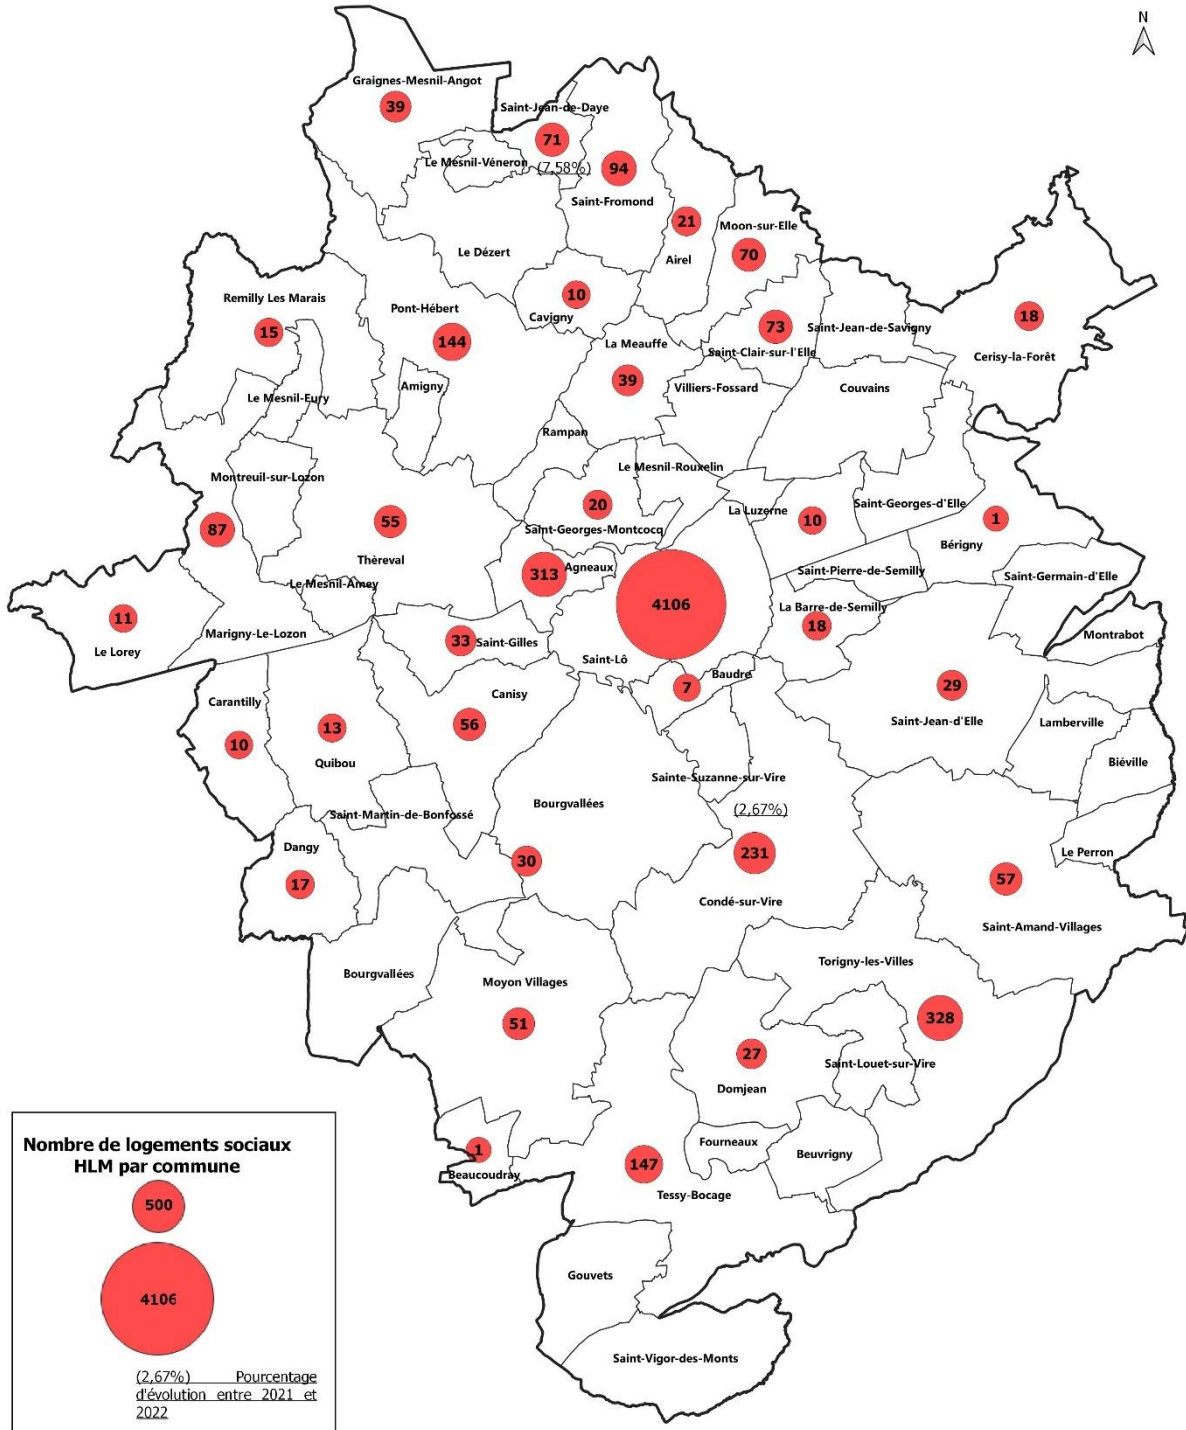 N
Graignes-Mesnil-Angot
39
Saint-Jean-de-Daye
71
(7,58%)
Le Mesnil-Véneron
94
Saint-Fromond
21
Airel
Moon-sur-Elle
70
Le Dézert
10
Cavigny
Remilly Les Marais
15
Pont-Hébert
144
La Meauffe
39
73
Saint-Clair-sur-l'Elle
Saint-Jean-de-Savigny
18
Cerisy-la-Forêt
Le Mesnil-Eury
Amigny
Villiers-Fossard
Couvains
Rampan
Le Mesnil-Rouxelin
Montreuil-sur-Lozon
87
55
Thèreval
20
Saint-Georges-Montcocq
La Luzerne
10
Saint-Georges-d'Elle
1
Bérigny
313
Agneaux
4106
Saint-Lô
Saint-Pierre-de-Semilly
Saint-Germain-d'Elle
Le Mesnil-Amey
La Barre-de-Semilly
18
11
Le Lorey
Marigny-Le-Lozon
33
Saint-Gilles
Montrabot
Baudre
7
Carantilly
10
13
Quibou
Canisy
56
29
Saint-Jean-d'Elle
Lamberville
Biéville
Sainte-Suzanne-sur-Vire
Bourgvallées
(2,67%)
231
Condé-sur-Vire
Saint-Martin-de-Bonfossé
Dangy
17
30
Le Perron
57
Saint-Amand-Villages
Bourgvallées
Moyon Villages
51
Torigny-les-Villes
328
27
Domjean
Saint-Louet-sur-Vire
1
Beaucoudray
147
Tessy-Bocage
Fourneaux
Beuvrigny
Gouvets
Saint-Vigor-des-Monts
Nombre de logements sociaux
HLM par commune
500
4106
(2,67%) Pourcentage
d'évolution entre 2021 et
2022